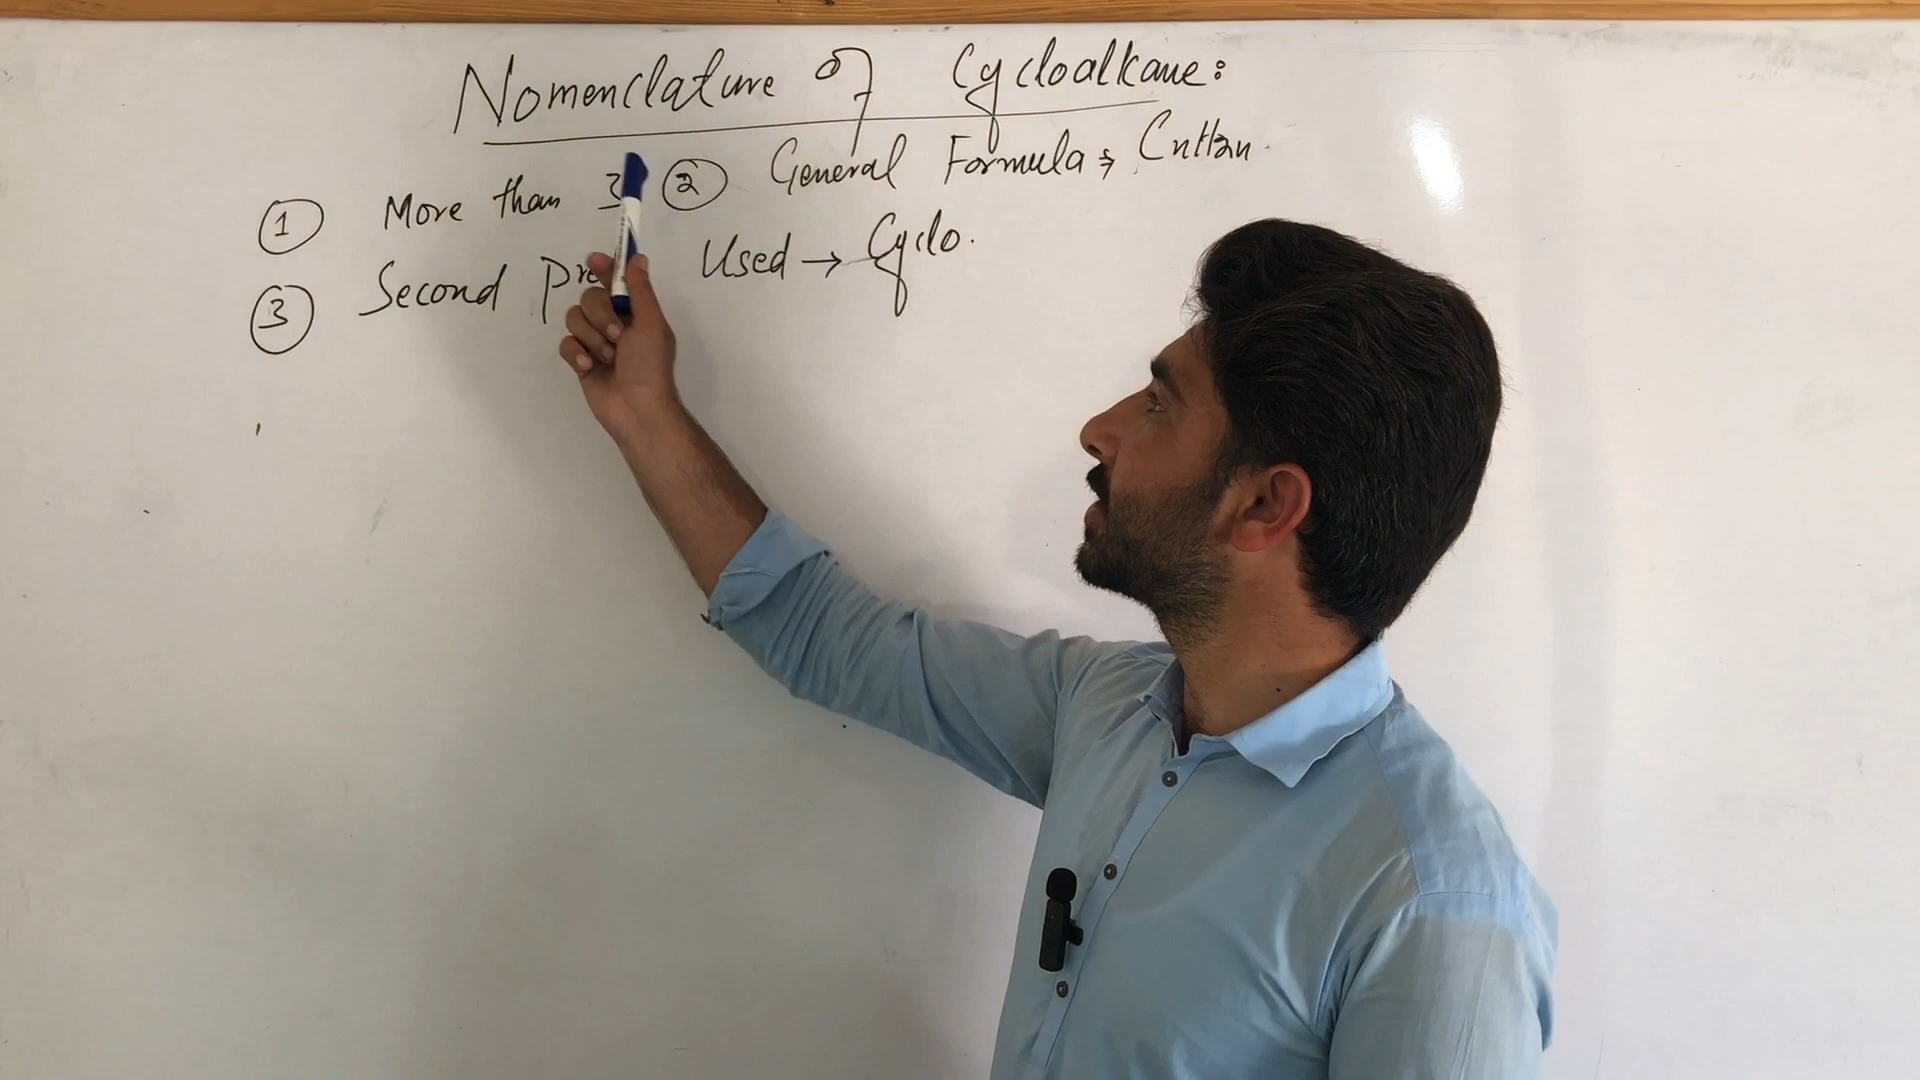 Nomenclature of Cycloalkane:
① More than 3 ② General Formula → CnH2n.
③ Second Pre Used → Cyclo.